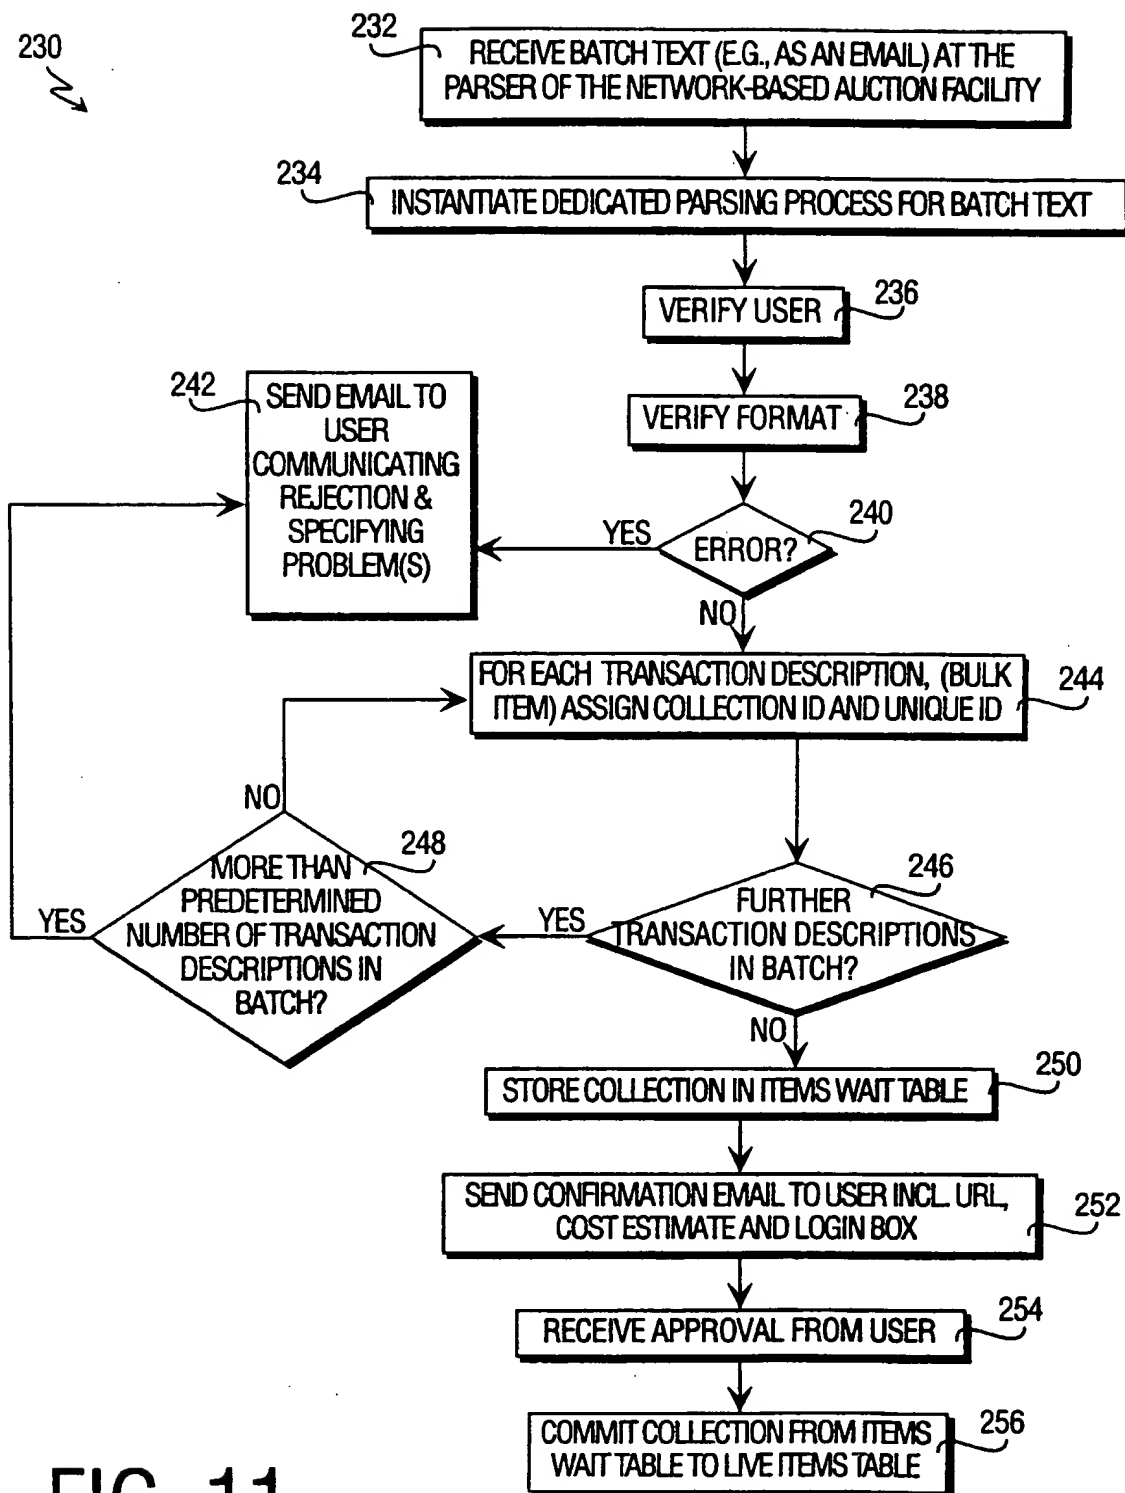 230
232
RECEIVE BATCH TEXT (E.G., AS AN EMAIL) AT THE
PARSER OF THE NETWORK-BASED AUCTION FACILITY
234
INSTANTIATE DEDICATED PARSING PROCESS FOR BATCH TEXT
236
VERIFY USER
238
VERIFY FORMAT
242
SEND EMAIL TO
USER
COMMUNICATING
REJECTION &
SPECIFYING
PROBLEM(S)
240
YES
ERROR?
NO
FOR EACH TRANSACTION DESCRIPTION, (BULK
ITEM) ASSIGN COLLECTION ID AND UNIQUE ID
244
NO
248
MORE THAN
PREDETERMINED
NUMBER OF TRANSACTION
DESCRIPTIONS IN
BATCH?
YES
YES
246
FURTHER
TRANSACTION DESCRIPTIONS
IN BATCH?
NO
250
STORE COLLECTION IN ITEMS WAIT TABLE
SEND CONFIRMATION EMAIL TO USER INCL. URL,
COST ESTIMATE AND LOGIN BOX
252
254
RECEIVE APPROVAL FROM USER
COMMIT COLLECTION FROM ITEMS
WAIT TABLE TO LIVE ITEMS TABLE
256
FIG. 11